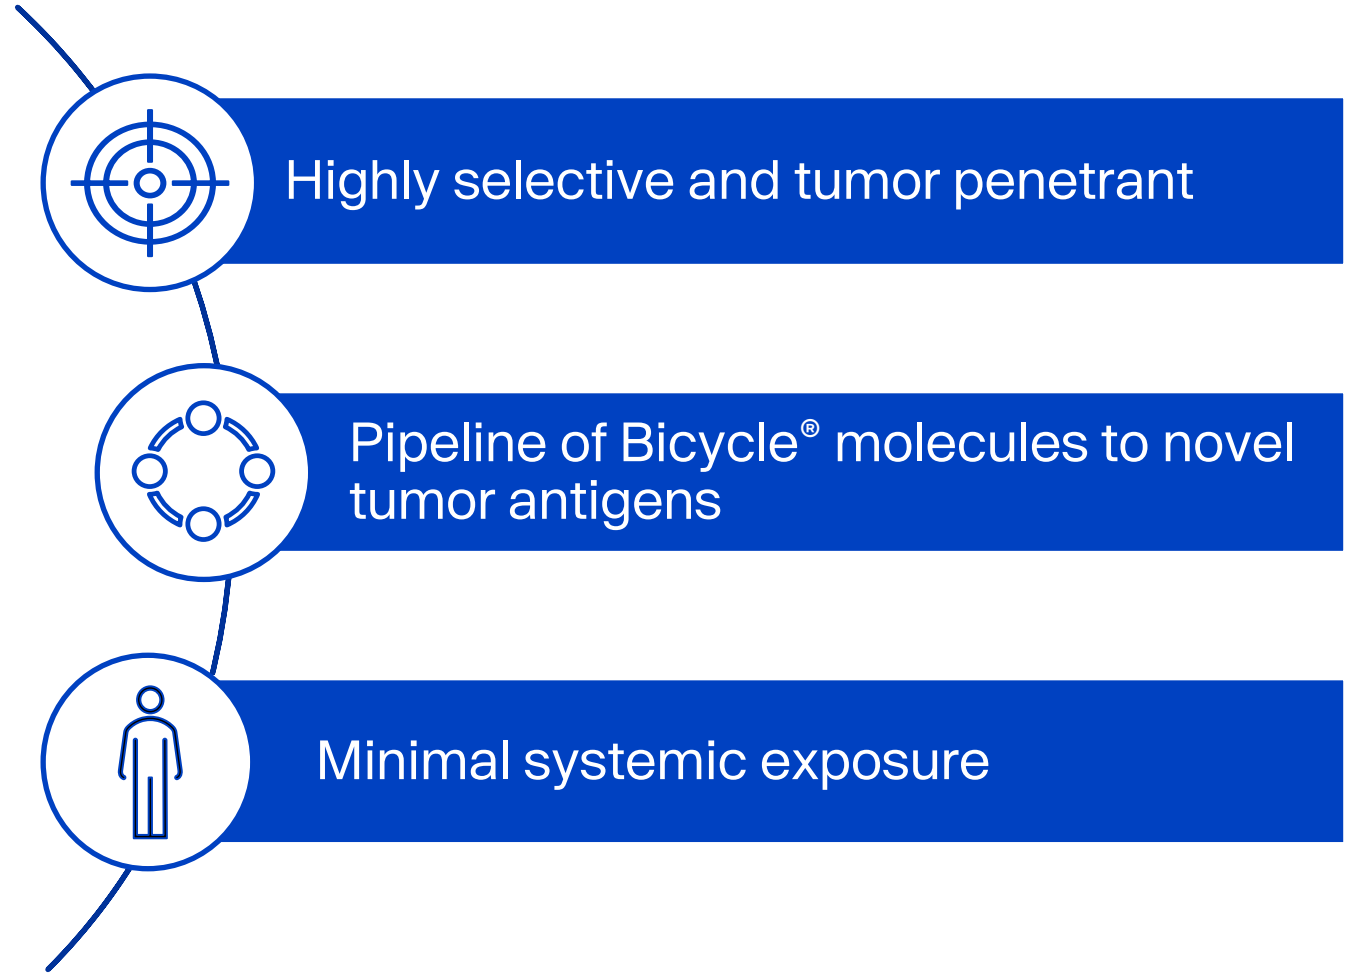 Highly selective and tumor penetrant
Pipeline of Bicycle® molecules to novel
tumor antigens
Minimal systemic exposure